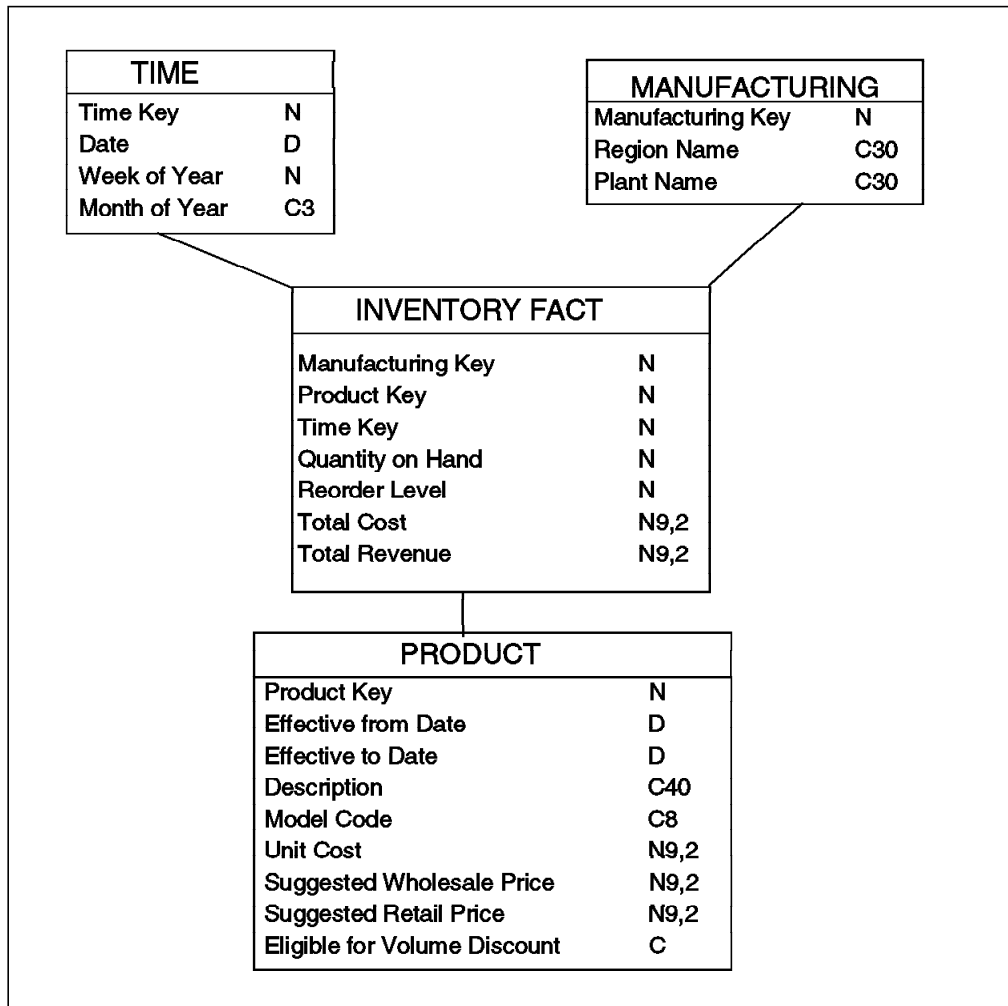 TIME
Time Key N
Date D
Week of Year N
Month of Year C3
MANUFACTURING
Manufacturing Key N
Region Name C30
Plant Name C30
INVENTORY FACT
Manufacturing Key N
Product Key N
Time Key N
Quantity on Hand N
Reorder Level N
Total Cost N9,2
Total Revenue N9,2
PRODUCT
Product Key N
Effective from Date D
Effective to Date D
Description C40
Model Code C8
Unit Cost N9,2
Suggested Wholesale Price N9,2
Suggested Retail Price N9,2
Eligible for Volume Discount C